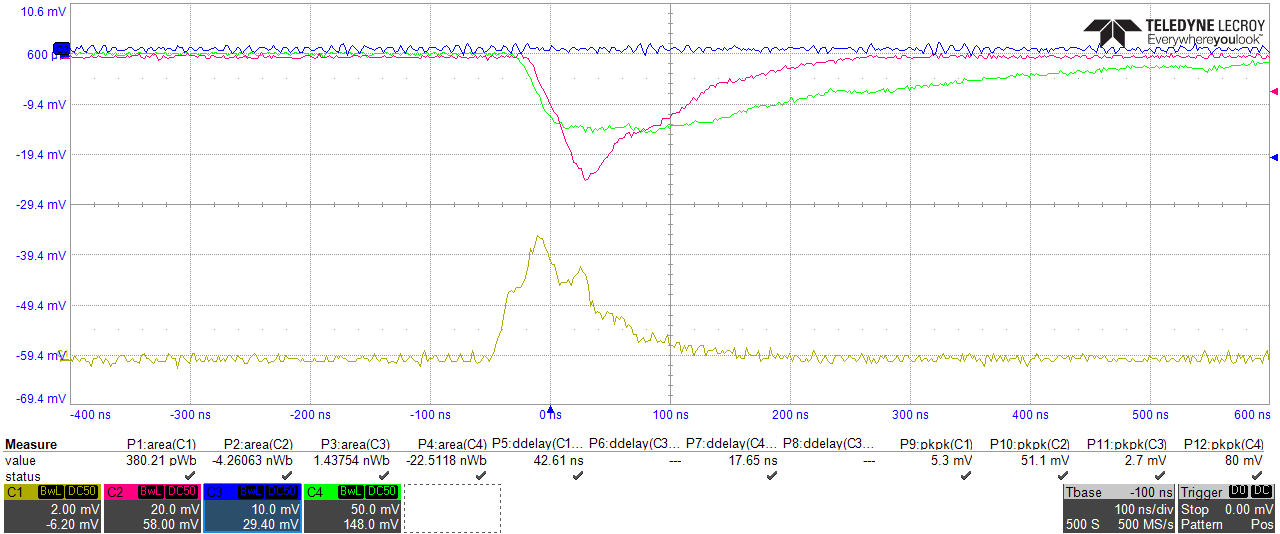 10.6 mV
TELEDYNE LECROY
Everywhereyoulook™
600 µ
-9.4 mV
-19.4 mV
-29.4 mV
-39.4 mV
-49.4 mV
-59.4 mV
-69.4 mV
-400 ns -300 ns -200 ns -100 ns 0 ns 100 ns 200 ns 300 ns 400 ns 500 ns 600 ns
Measure P1:area(C1) P2:area(C2) P3:area(C3) P4:area(C4) P5:ddelay(C1... P6:ddelay(C3... P7:ddelay(C4... P8:ddelay(C3... P9:pkpk(C1) P10:pkpk(C2) P11:pkpk(C3) P12:pkpk(C4)
value 380.21 pWb -4.26063 nWb 1.43754 nWb -22.5118 nWb 42.61 ns --- 17.65 ns --- 5.3 mV 51.1 mV 2.7 mV 80 mV
status
C1 BwL DC50 C2 BwL DC50 C3 BwL DC50 C4 BwL DC50 Tbase -100 ns Trigger D0 DC
2.00 mV 20.0 mV 10.0 mV 50.0 mV 100 ns/div Stop 0.00 mV
-6.20 mV 58.00 mV 29.40 mV 148.0 mV 500 S 500 MS/s Pattern Pos